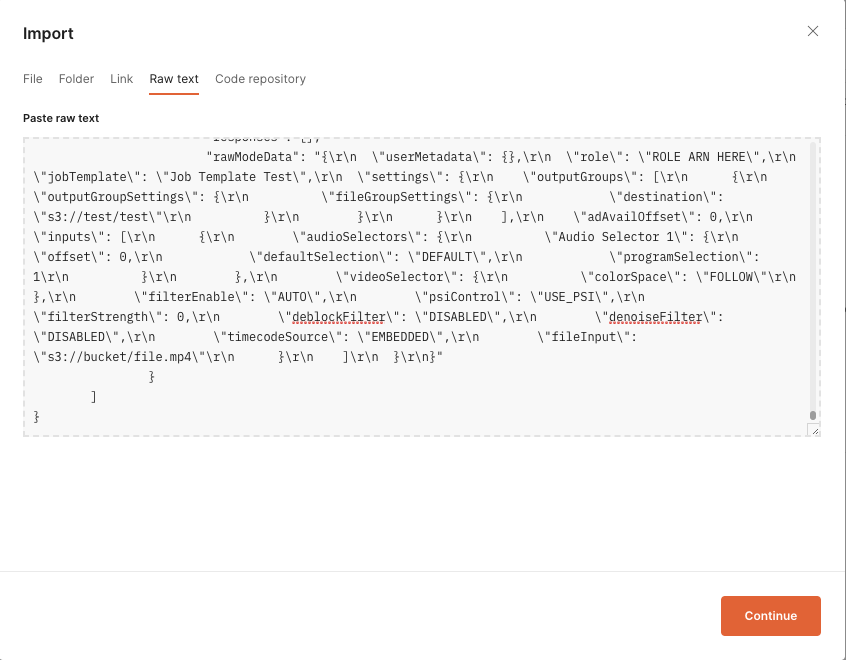 Import
File Folder Link Raw text Code repository
Paste raw text
"responses": [],
"rawModeData": "{\r\n  \"userMetadata\": {},\r\n  \"role\": \"ROLE ARN HERE\",\r\n
\"jobTemplate\": \"Job Template Test\",\r\n  \"settings\": {\r\n    \"outputGroups\": [\r\n      {\r\n
\"outputGroupSettings\": {\r\n          \"fileGroupSettings\": {\r\n            \"destination\":
\"s3://test/test\"\r\n          }\r\n        }\r\n      }\r\n    ],\r\n    \"adAvailOffset\": 0,\r\n
\"inputs\": [\r\n      {\r\n        \"audioSelectors\": {\r\n          \"Audio Selector 1\": {\r\n
\"offset\": 0,\r\n            \"defaultSelection\": \"DEFAULT\",\r\n            \"programSelection\":
1\r\n          }\r\n        },\r\n        \"videoSelector\": {\r\n          \"colorSpace\": \"FOLLOW\"\r\n
},\r\n        \"filterEnable\": \"AUTO\",\r\n        \"psiControl\": \"USE_PSI\",\r\n
\"filterStrength\": 0,\r\n        \"deblockFilter\": \"DISABLED\",\r\n        \"denoiseFilter\":
\"DISABLED\",\r\n        \"timecodeSource\": \"EMBEDDED\",\r\n        \"fileInput\":
\"s3://bucket/file.mp4\"\r\n      }\r\n    ]\r\n  }\r\n}"
}
]
}
Continue